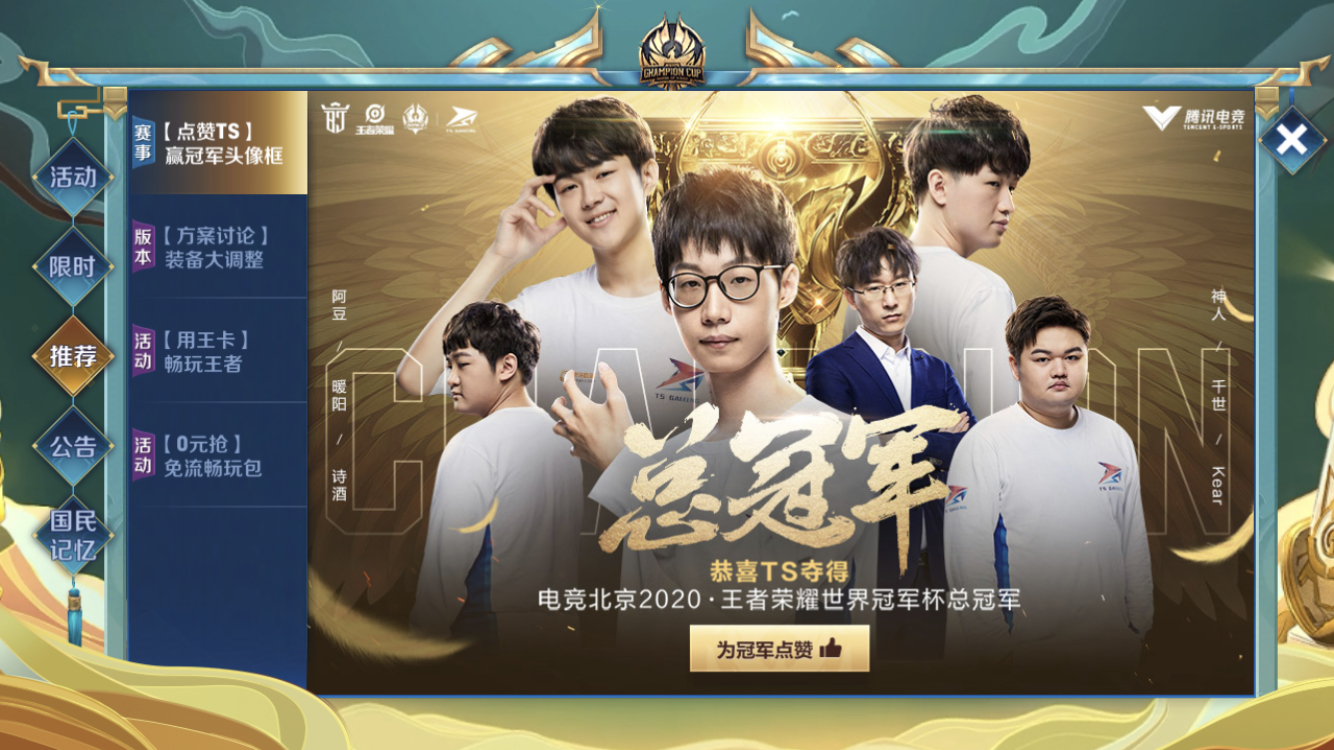 CHAMPION CUP
活动
限时
推荐
公告
国民
记忆
赛事
【点赞TS】
赢冠军头像框
版本
【方案讨论】
装备大调整
活动
【用王卡】
畅玩王者
活动
【0元抢】
免流畅玩包
王者荣耀
TS GAMING
腾讯电竞
TENCENT E-SPORTS
阿豆 / 暖阳 / 诗酒
神人 / 千世 / Kear
CHAMPION
TS GAMING
TS GAMING
总冠军
恭喜TS夺得
电竞北京2020·王者荣耀世界冠军杯总冠军
为冠军点赞